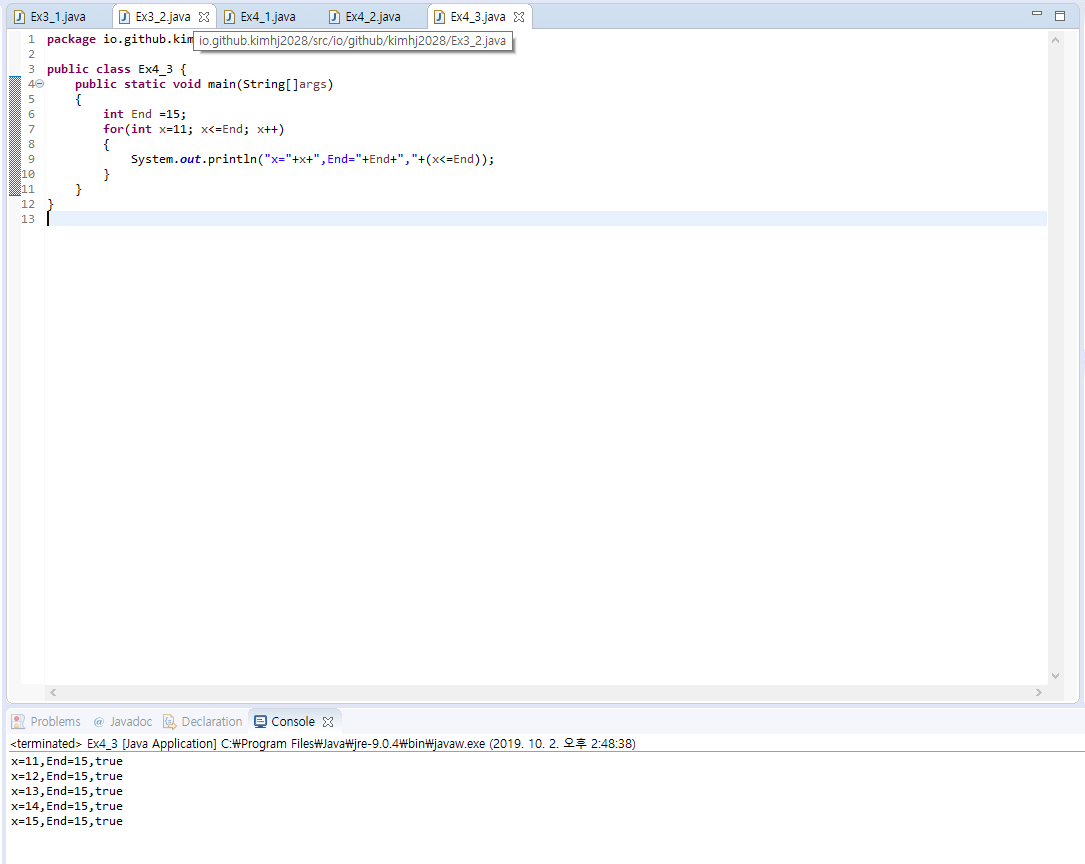 Ex3_1.java Ex3_2.java Ex4_1.java Ex4_2.java Ex4_3.java
1 package io.github.kim
io.github.kimhj2028/src/io/github/kimhj2028/Ex3_2.java
2
3 public class Ex4_3 {
4 public static void main(String[]args)
5 {
6 int End =15;
7 for(int x=11; x<=End; x++)
8 {
9 System.out.println("x="+x+",End="+End+","+(x<=End));
10 }
11 }
12 }
13
Problems @ Javadoc Declaration Console
<terminated> Ex4_3 [Java Application] C:₩Program Files₩Java₩jre-9.0.4₩bin₩javaw.exe (2019. 10. 2. 오후 2:48:38)
x=11,End=15,true
x=12,End=15,true
x=13,End=15,true
x=14,End=15,true
x=15,End=15,true